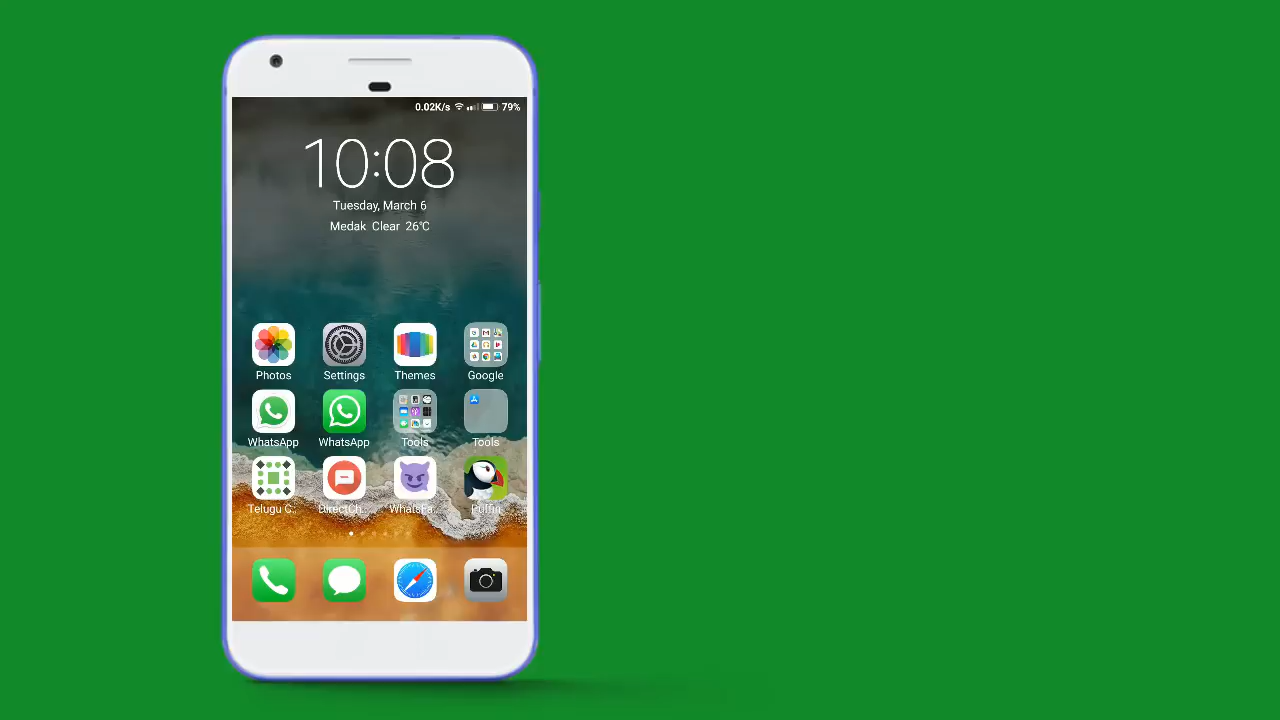 0.02K/s 79%
10:08
Tuesday, March 6
Medak Clear 26°C
Photos Settings Themes Google
WhatsApp WhatsApp Tools Tools
Telugu C.. DirectCh.. WhatsFa.. Puffin